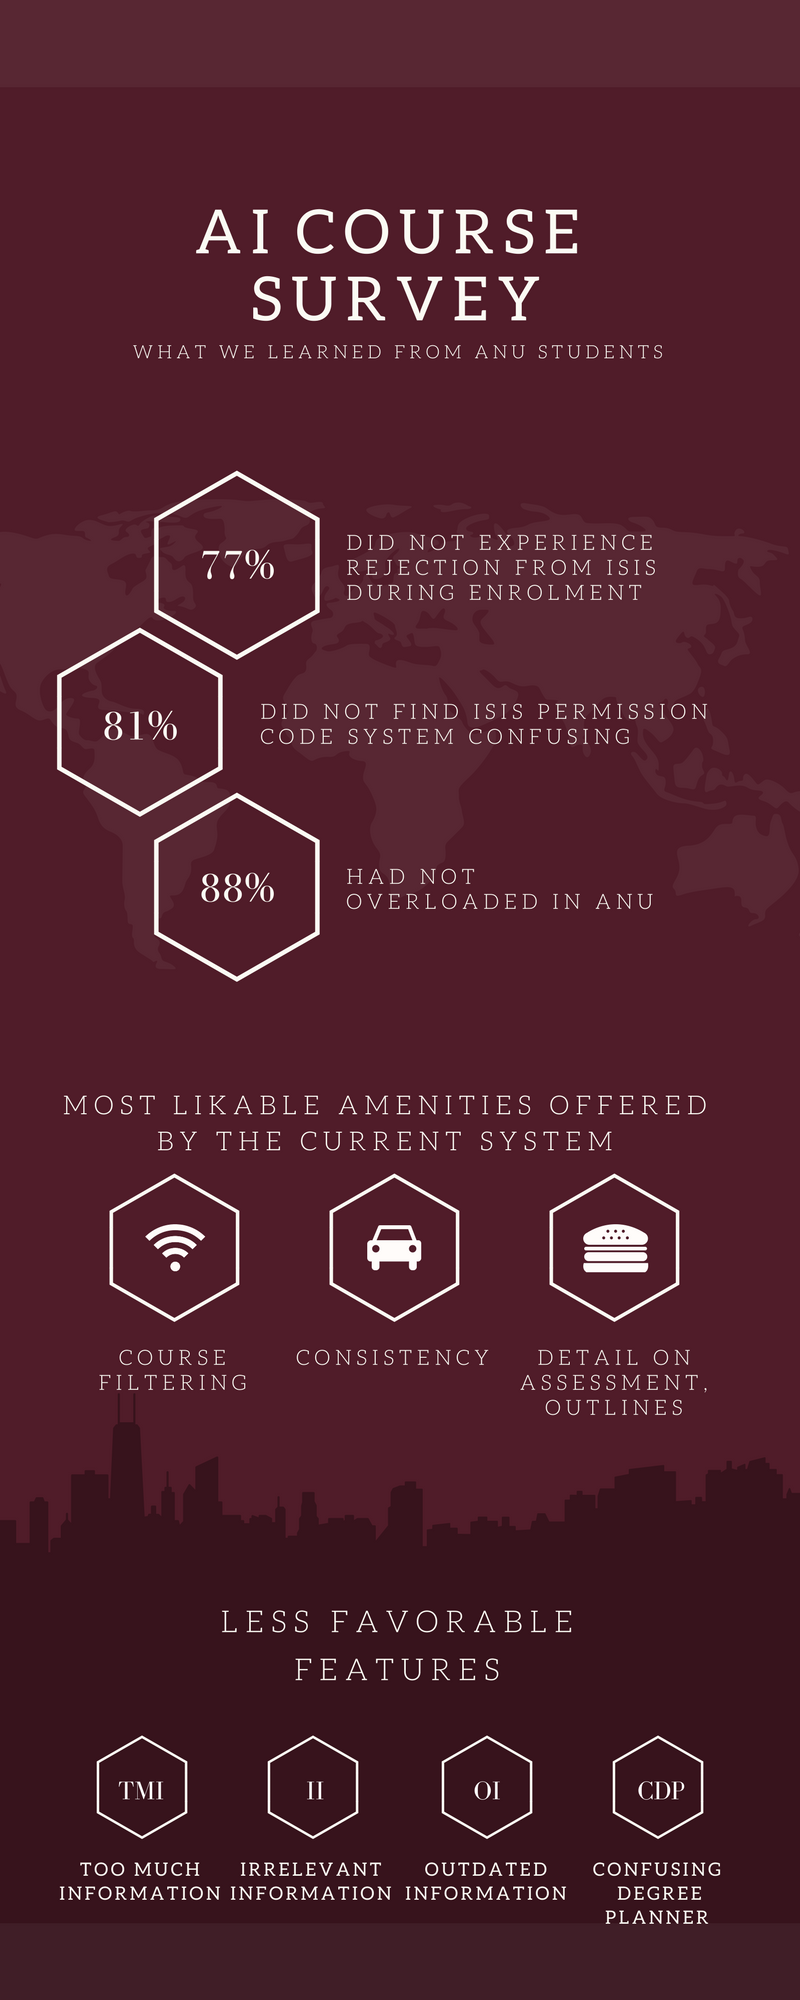 AI COURSE
SURVEY
WHAT WE LEARNED FROM ANU STUDENTS
77%
DID NOT EXPERIENCE
REJECTION FROM ISIS
DURING ENROLMENT
81%
DID NOT FIND ISIS PERMISSION
CODE SYSTEM CONFUSING
88%
HAD NOT
OVERLOADED IN ANU
MOST LIKABLE AMENITIES OFFERED
BY THE CURRENT SYSTEM
COURSE
FILTERING
CONSISTENCY
DETAIL ON
ASSESSMENT,
OUTLINES
LESS FAVORABLE
FEATURES
TMI
TOO MUCH
INFORMATION
II
IRRELEVANT
INFORMATION
OI
OUTDATED
INFORMATION
CDP
CONFUSING
DEGREE
PLANNER